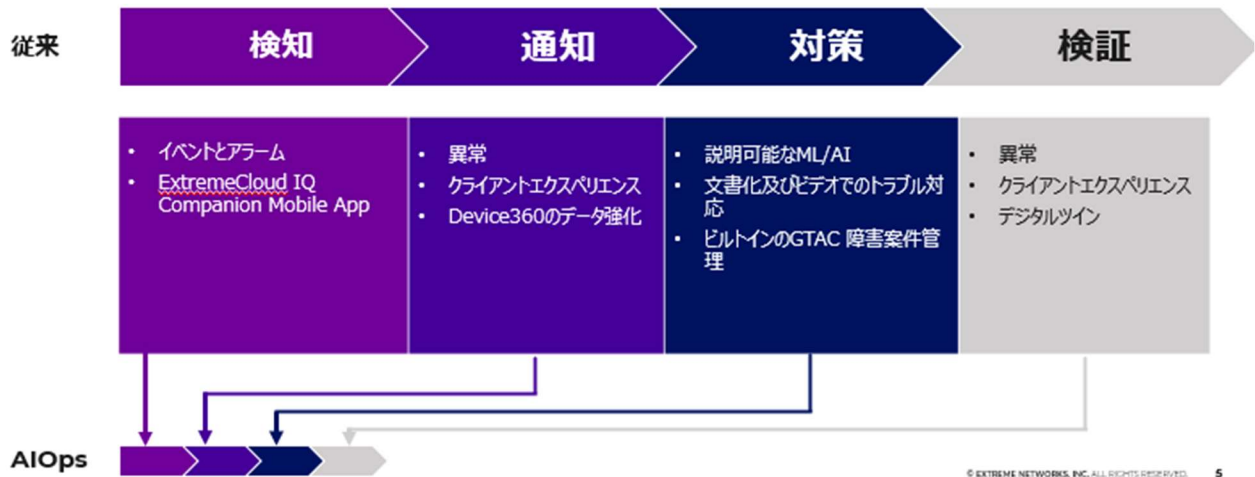 従来
検知
通知
対策
検証
• イベントとアラーム
• ExtremeCloud IQ
Companion Mobile App
• 異常
• クライアントエクスペリエンス
• Device360のデータ強化
• 説明可能なML/AI
• 文書化及びビデオでのトラブル対
応
• ビルトインのGTAC 障害案件管
理
• 異常
• クライアントエクスペリエンス
• デジタルツイン
AIOps
© EXTREME NETWORKS, INC. ALL RIGHTS RESERVED.
5